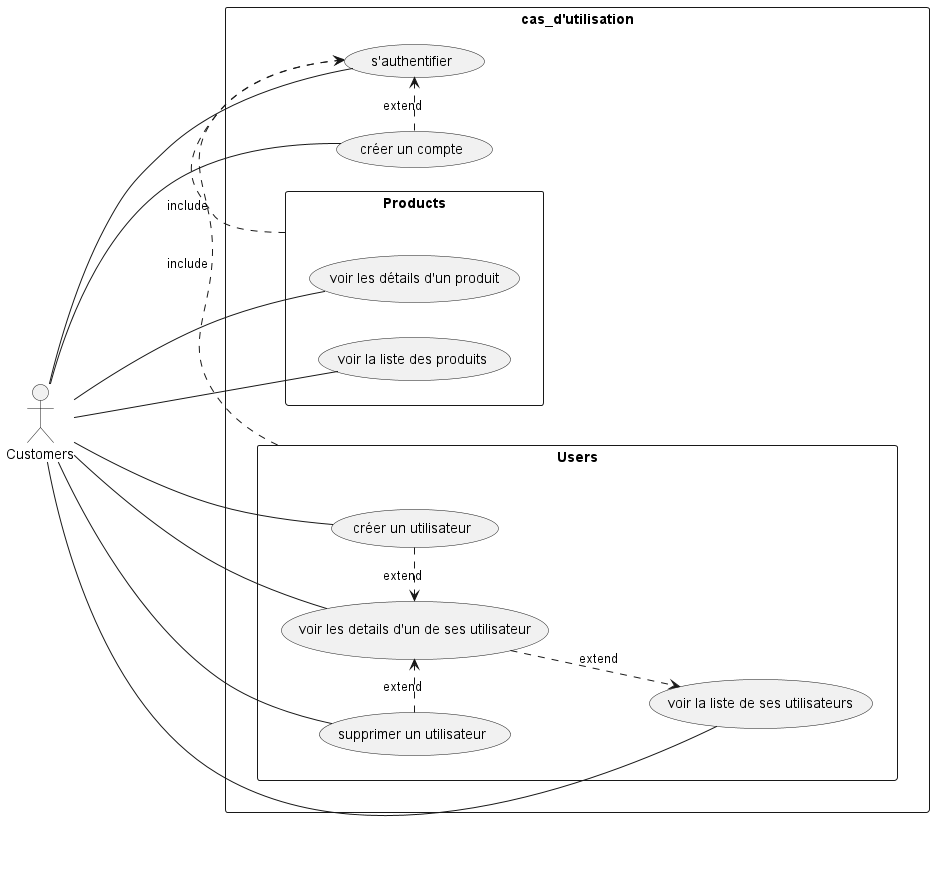 cas_d'utilisation
s'authentifier
extend
créer un compte
include
Products
include
voir les détails d'un produit
voir la liste des produits
Customers
Users
créer un utilisateur
extend
voir les details d'un de ses utilisateur
extend
extend
voir la liste de ses utilisateurs
supprimer un utilisateur